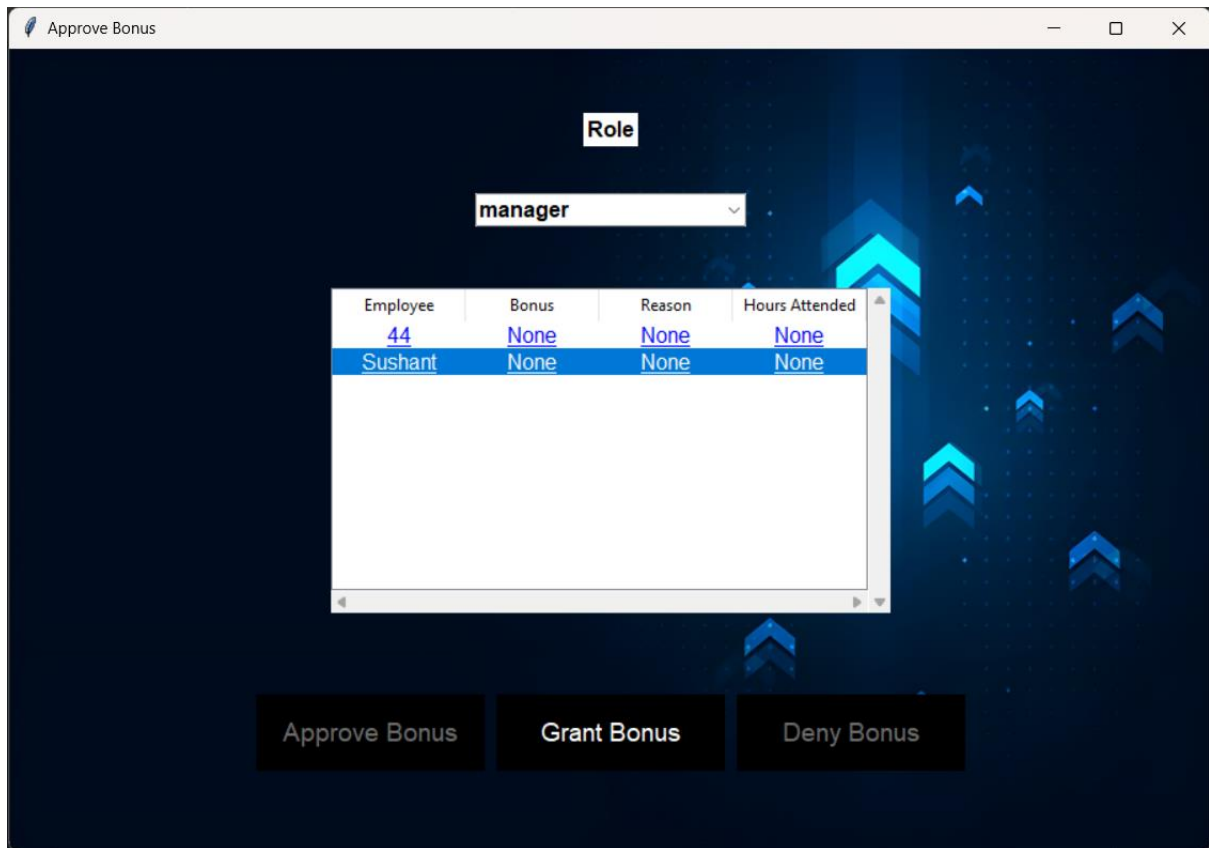 Approve Bonus
Role
manager
Employee Bonus Reason Hours Attended
44 None None None
Sushant None None None
Approve Bonus Grant Bonus Deny Bonus